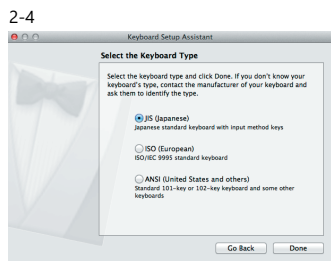 2-4
Keyboard Setup Assistant
Select the Keyboard Type
Select the keyboard type and click Done. If you don't know your
keyboard's type, contact the manufacturer of your keyboard and
ask them to identify the type.
JIS (Japanese)
Japanese standard keyboard with input method keys
ISO (European)
ISO/IEC 9995 standard keyboard
ANSI (United States and others)
Standard 101-key or 102-key keyboard and some other
keyboards
Go Back Done